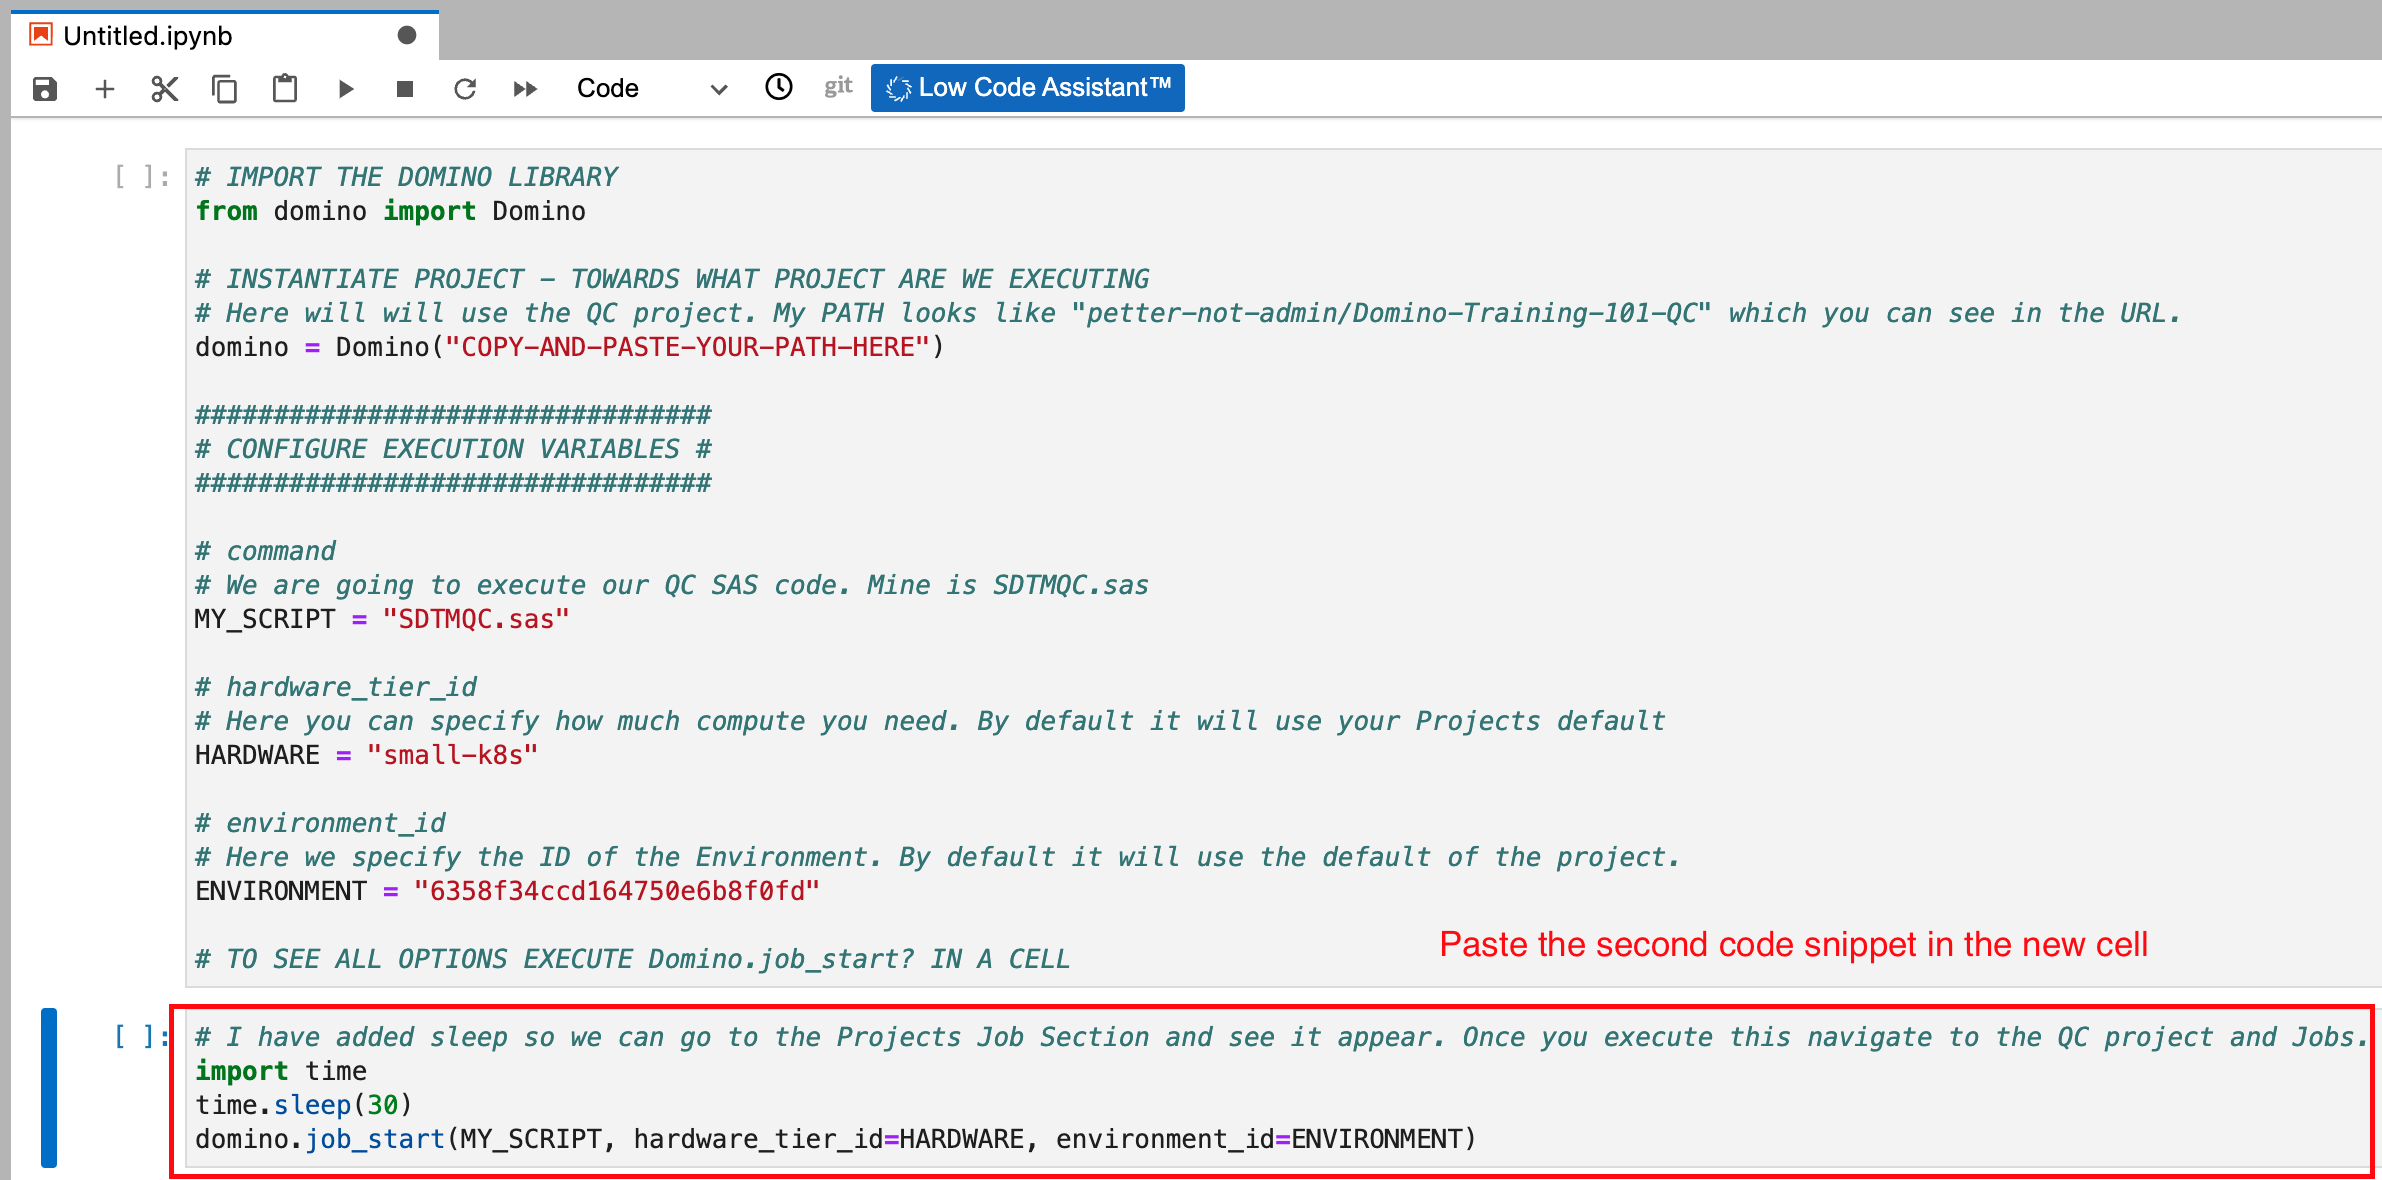 Untitled.ipynb
Code
git
Low Code Assistant™
[ ]:
# IMPORT THE DOMINO LIBRARY
from domino import Domino
# INSTANTIATE PROJECT – TOWARDS WHAT PROJECT ARE WE EXECUTING
# Here will will use the QC project. My PATH looks like "petter-not-admin/Domino-Training-101-QC" which you can see in the URL.
domino = Domino("COPY-AND-PASTE-YOUR-PATH-HERE")
#################################
# CONFIGURE EXECUTION VARIABLES #
#################################
# command
# We are going to execute our QC SAS code. Mine is SDTMQC.sas
MY_SCRIPT = "SDTMQC.sas"
# hardware_tier_id
# Here you can specify how much compute you need. By default it will use your Projects default
HARDWARE = "small-k8s"
# environment_id
# Here we specify the ID of the Environment. By default it will use the default of the project.
ENVIRONMENT = "6358f34ccd164750e6b8f0fd"
# TO SEE ALL OPTIONS EXECUTE Domino.job_start? IN A CELL
Paste the second code snippet in the new cell
[ ]:
# I have added sleep so we can go to the Projects Job Section and see it appear. Once you execute this navigate to the QC project and Jobs.
import time
time.sleep(30)
domino.job_start(MY_SCRIPT, hardware_tier_id=HARDWARE, environment_id=ENVIRONMENT)